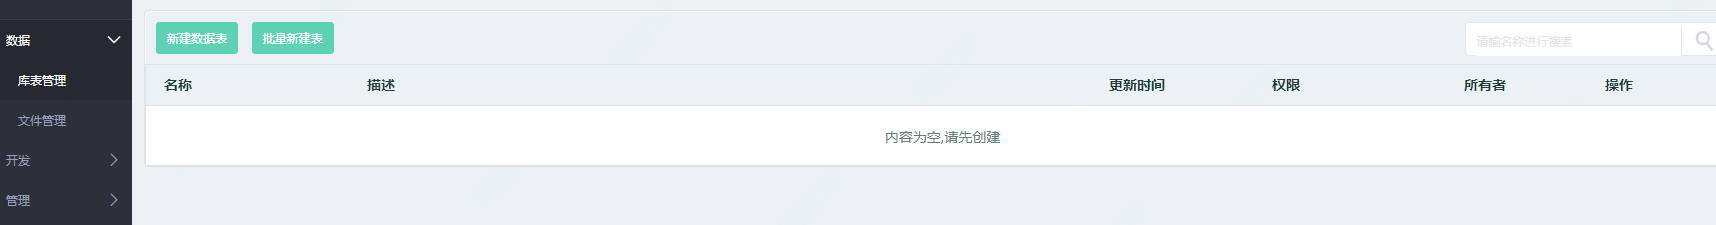 数据
库表管理
文件管理
开发
管理
新建数据表
批量新建表
请输名称进行搜索
名称 描述 更新时间 权限 所有者 操作
内容为空,请先创建